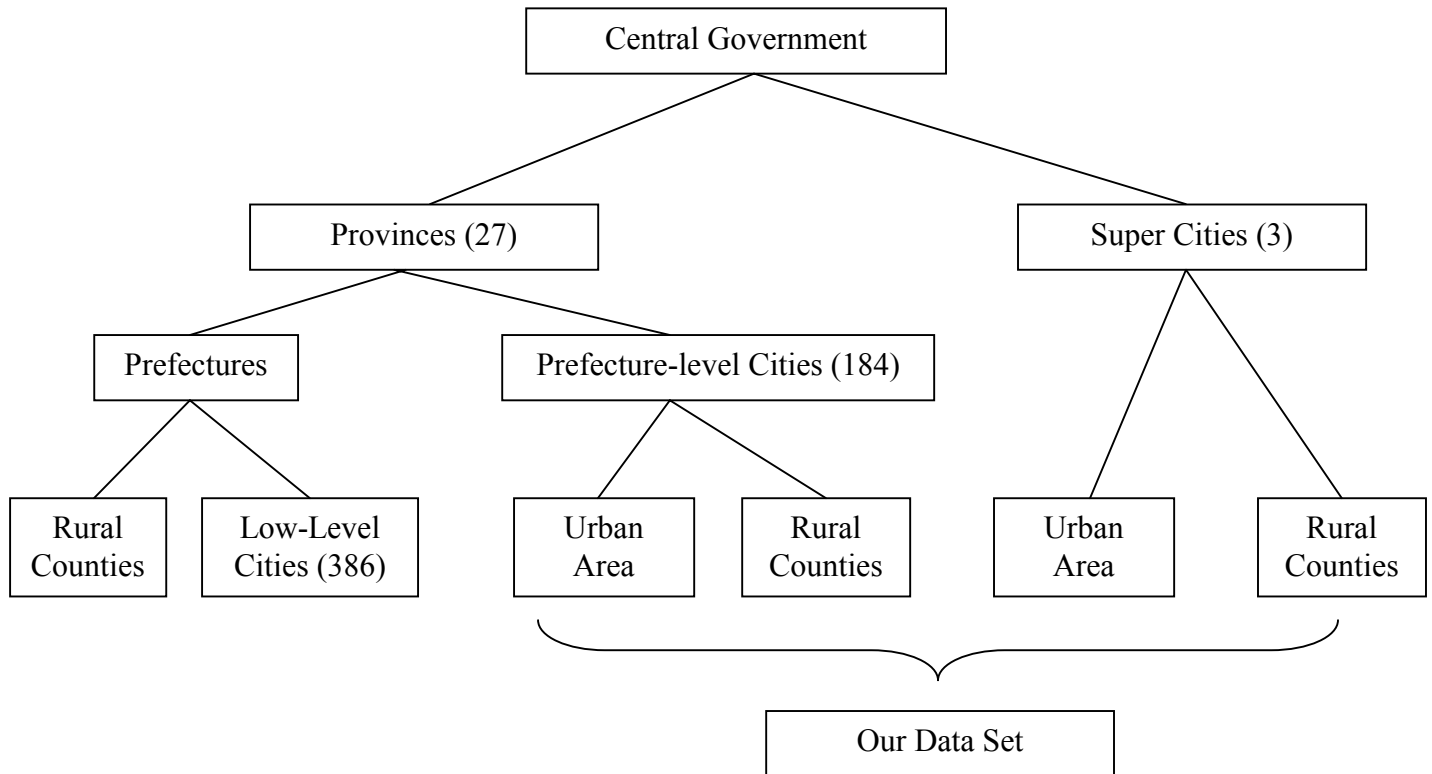 Central Government
Provinces (27)
Super Cities (3)
Prefectures
Prefecture-level Cities (184)
Rural
Counties
Low-Level
Cities (386)
Urban
Area
Rural
Counties
Urban
Area
Rural
Counties
Our Data Set